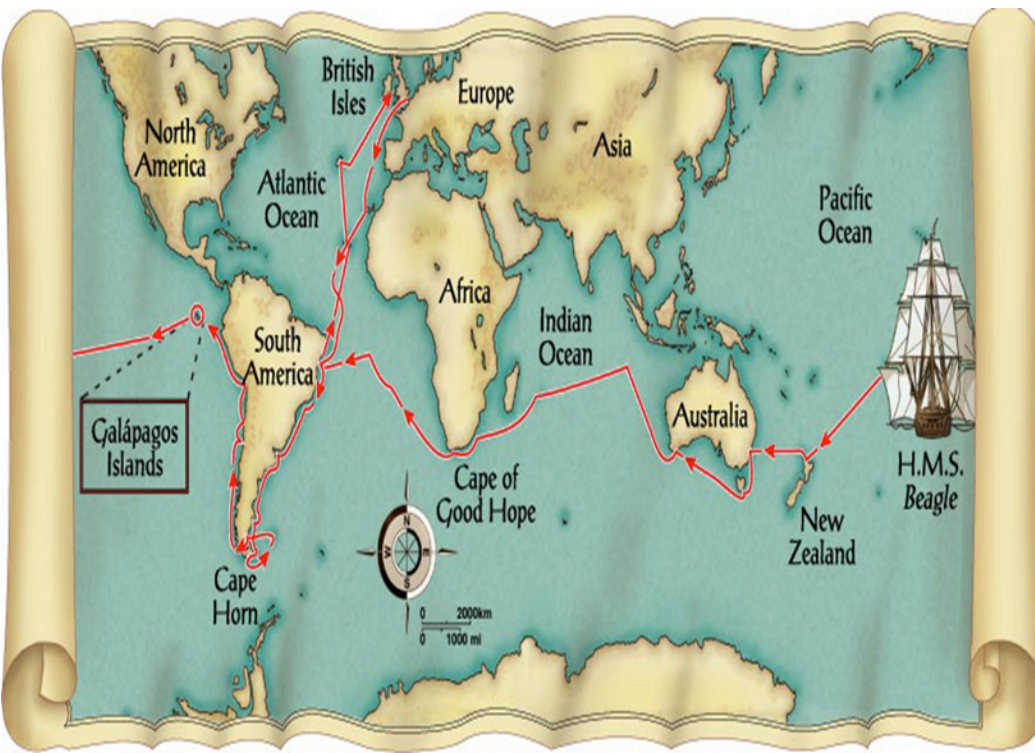 British
Isles
Europe
North
America
Asia
Atlantic
Ocean
Pacific
Ocean
Africa
Indian
Ocean
South
America
Galápagos
Islands
Australia
H.M.S.
Beagle
Cape of
Good Hope
New
Zealand
N
W
E
S
Cape
Horn
0 2000km
0 1000 mi